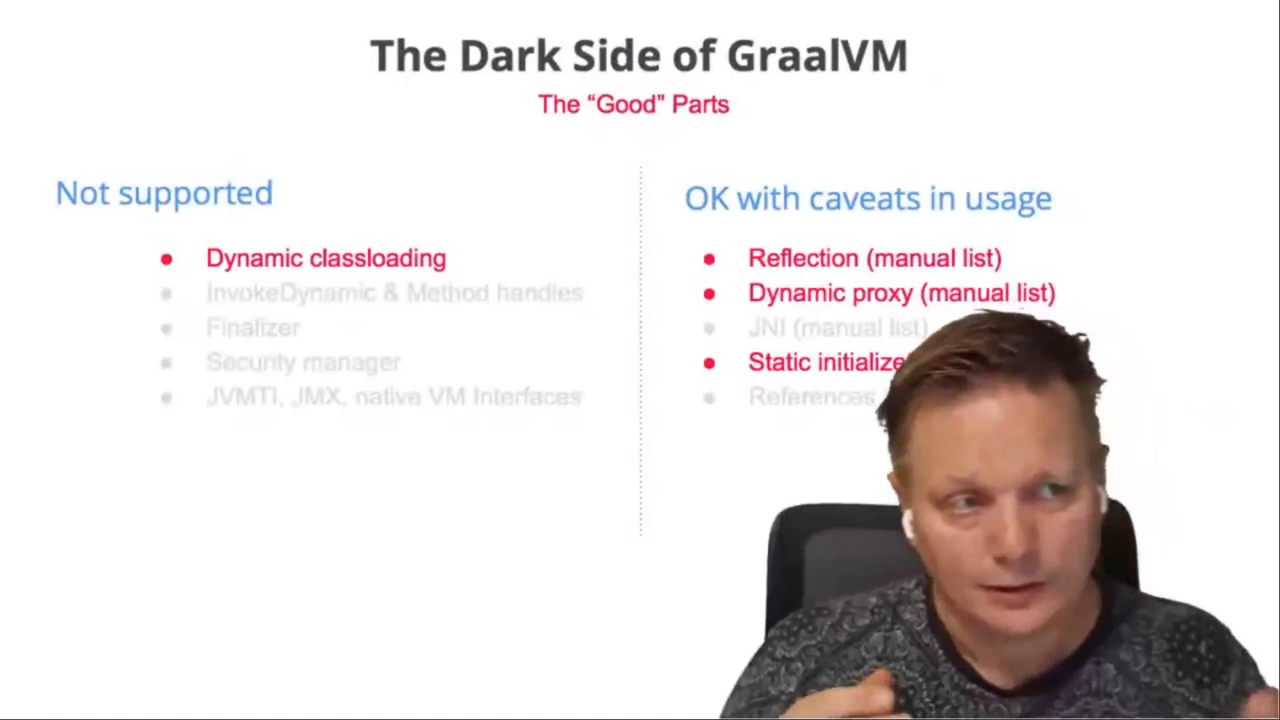 The Dark Side of GraalVM
The “Good” Parts
Not supported
Dynamic classloading
InvokeDynamic & Method handles
Finalizer
Security manager
JVMTI, JMX, native VM Interfaces
OK with caveats in usage
Reflection (manual list)
Dynamic proxy (manual list)
JNI (manual list)
Static
References